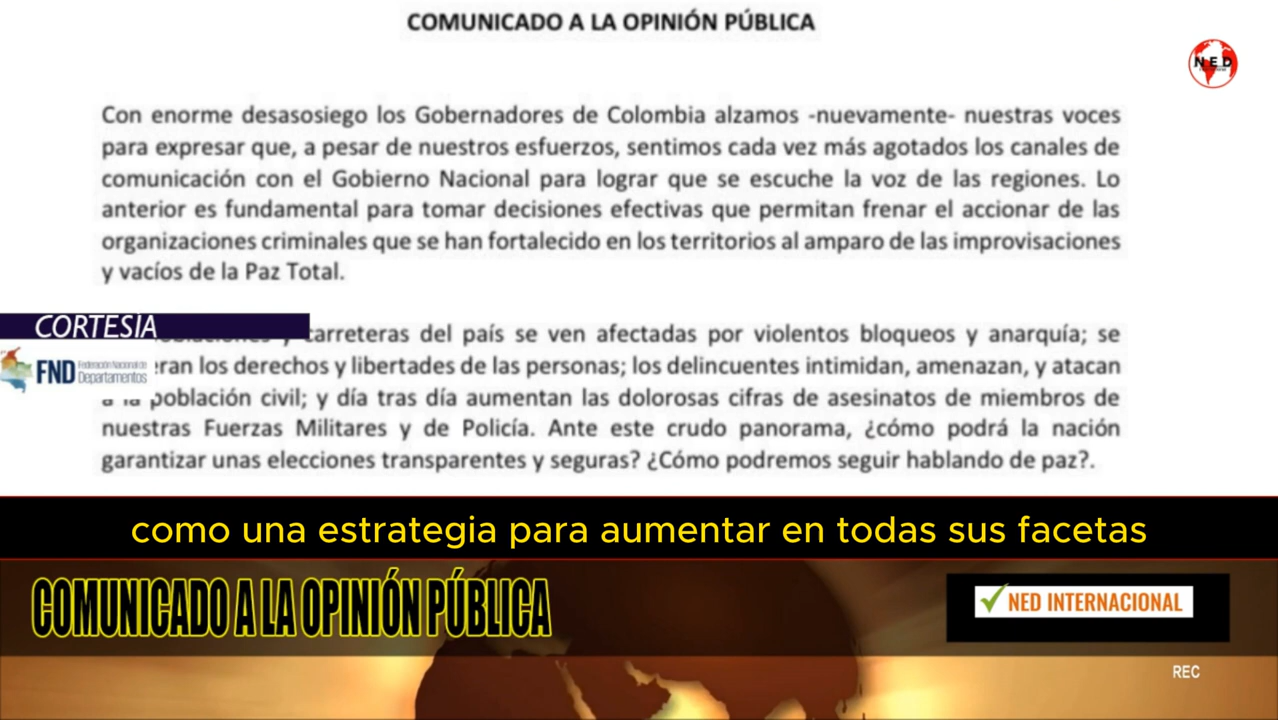 COMUNICADO A LA OPINIÓN PÚBLICA
NED
Con enorme desasosiego los Gobernadores de Colombia alzamos -nuevamente- nuestras voces
para expresar que, a pesar de nuestros esfuerzos, sentimos cada vez más agotados los canales de
comunicación con el Gobierno Nacional para lograr que se escuche la voz de las regiones. Lo
anterior es fundamental para tomar decisiones efectivas que permitan frenar el accionar de las
organizaciones criminales que se han fortalecido en los territorios al amparo de las improvisaciones
y vacíos de la Paz Total.
CORTESÍA
carreteras del país se ven afectadas por violentos bloqueos y anarquía; se
FND Federación Nacional de
Departamentos
los derechos y libertades de las personas; los delincuentes intimidan, amenazan, y atacan
a la población civil; y día tras día aumentan las dolorosas cifras de asesinatos de miembros de
nuestras Fuerzas Militares y de Policía. Ante este crudo panorama, ¿cómo podrá la nación
garantizar unas elecciones transparentes y seguras? ¿Cómo podremos seguir hablando de paz?.
como una estrategia para aumentar en todas sus facetas
COMUNICADO A LA OPINIÓN PÚBLICA
NED INTERNACIONAL
REC